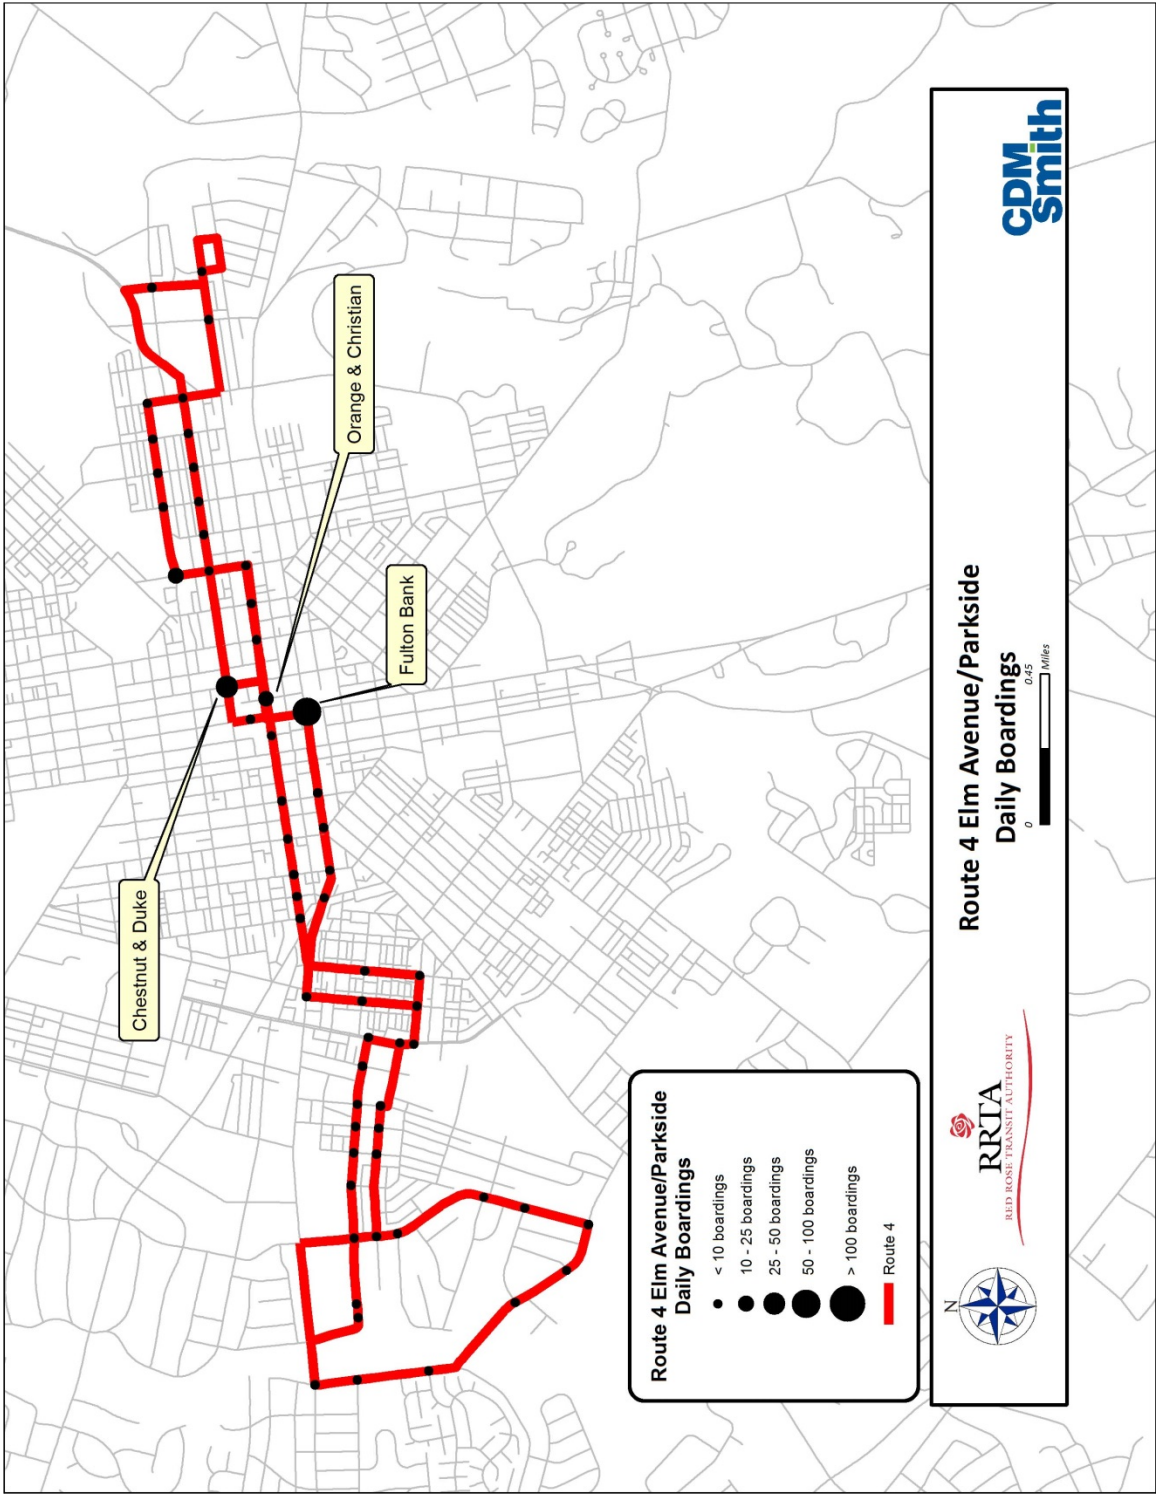 Chestnut & Duke
Orange & Christian
Fulton Bank
Route 4 Elm Avenue/Parkside
Daily Boardings
< 10 boardings
10 - 25 boardings
25 - 50 boardings
50 - 100 boardings
> 100 boardings
Route 4
N
RRTA
RED ROSE TRANSIT AUTHORITY
Route 4 Elm Avenue/Parkside
Daily Boardings
0
0.45
Miles
CDM
Smith